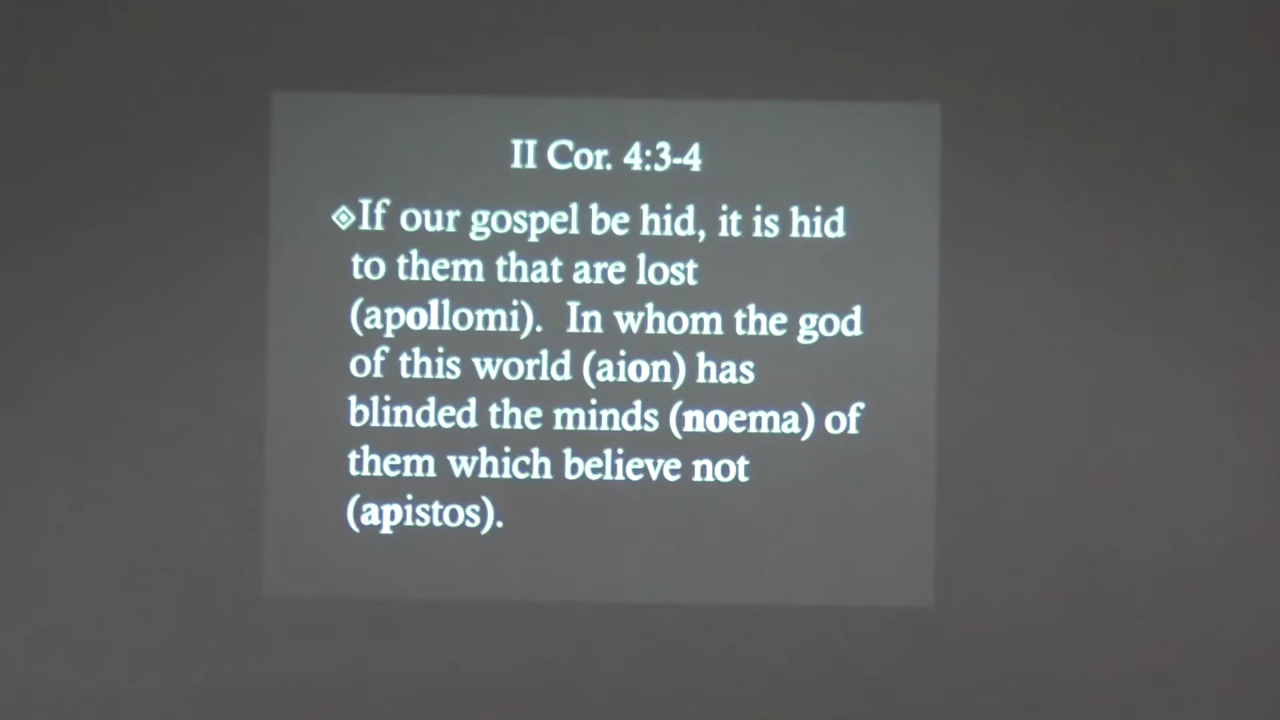 II Cor. 4:3-4
If our gospel be hid, it is hid
to them that are lost
(apollomi). In whom the god
of this world (aion) has
blinded the minds (noema) of
them which believe not
(apistos).